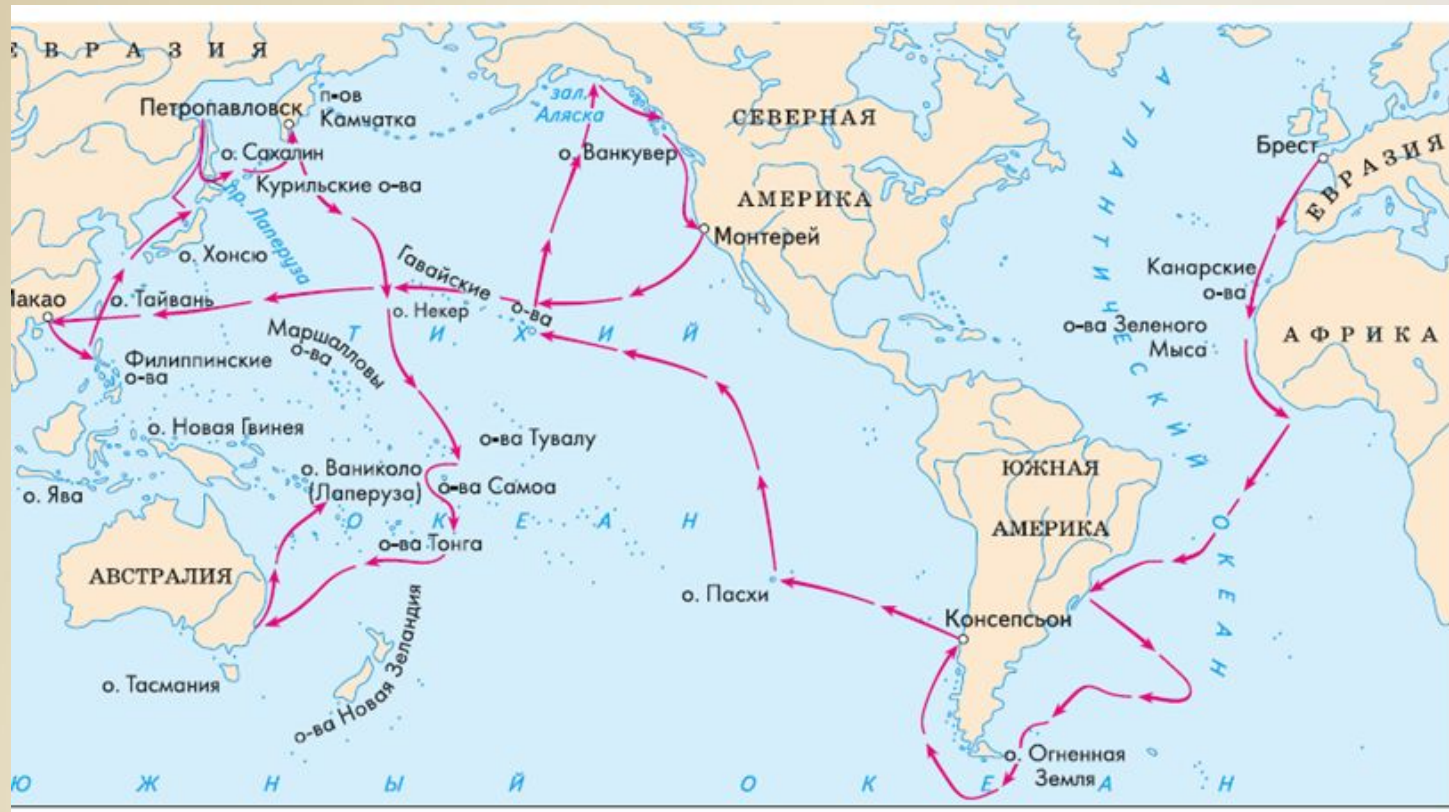 ЕВРАЗИЯ
Петропавловск
п-ов
Камчатка
о. Сахалин
Курильские о-ва
пр. Лаперуза
о. Хонсю
о. Тайвань
Макао
Филиппинские
о-ва
Маршалловы
о-ва
Гавайские
о-ва
о. Некер
зал.
Аляска
о. Ванкувер
СЕВЕРНАЯ
АМЕРИКА
Монтерей
АТЛАНТИЧЕСКИЙ ОКЕАН
Брест
ЕВРАЗИЯ
Канарские
о-ва
о-ва Зеленого
Мыса
АФРИКА
ТИХИЙ
ОКЕАН
о. Новая Гвинея
о. Ява
о-ва Тувалу
о. Ваниколо
(Лаперуза)
о-ва Самоа
о-ва Тонга
АВСТРАЛИЯ
о. Тасмания
о-ва Новая Зеландия
о. Пасхи
ЮЖНАЯ
АМЕРИКА
Консепсьон
о. Огненная
Земля
ЮЖНЫЙ ОКЕАН